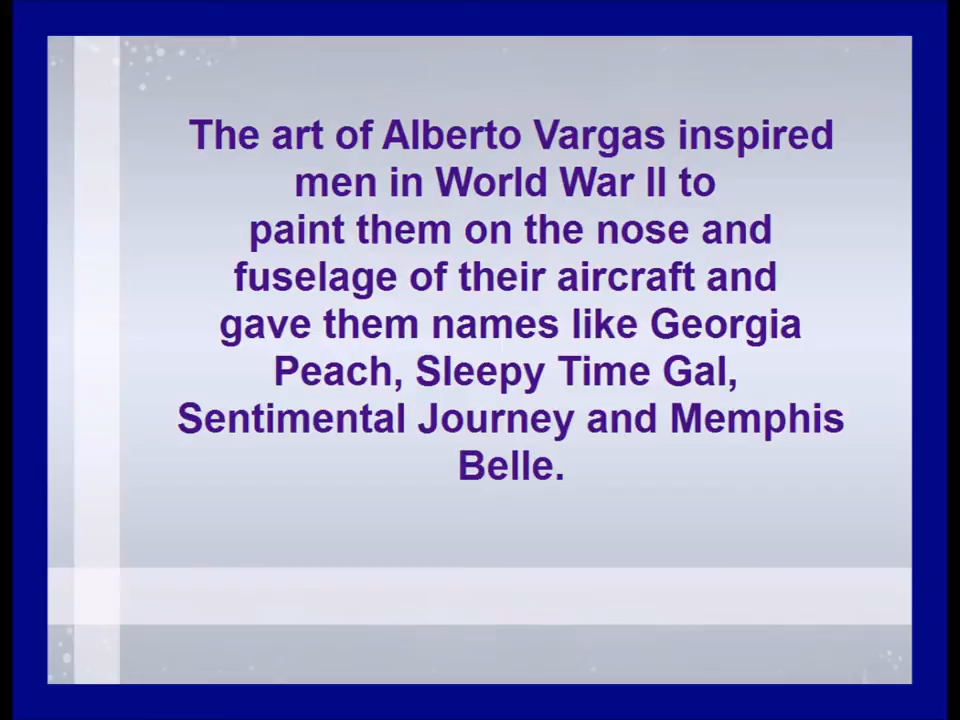 The art of Alberto Vargas inspired
men in World War II to
paint them on the nose and
fuselage of their aircraft and
gave them names like Georgia
Peach, Sleepy Time Gal,
Sentimental Journey and Memphis
Belle.